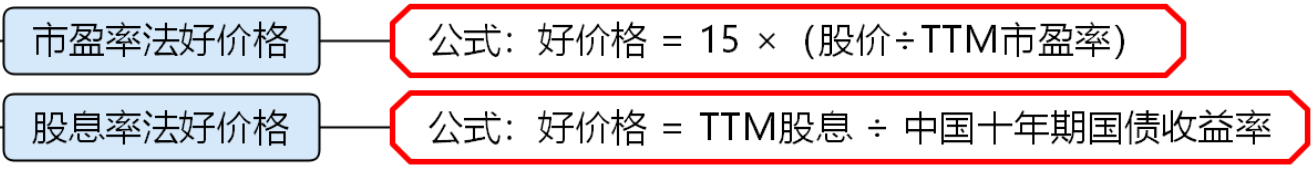 市盈率法好价格
公式：好价格 = 15 ×（股价÷TTM市盈率）
股息率法好价格
公式：好价格 = TTM股息 ÷ 中国十年期国债收益率